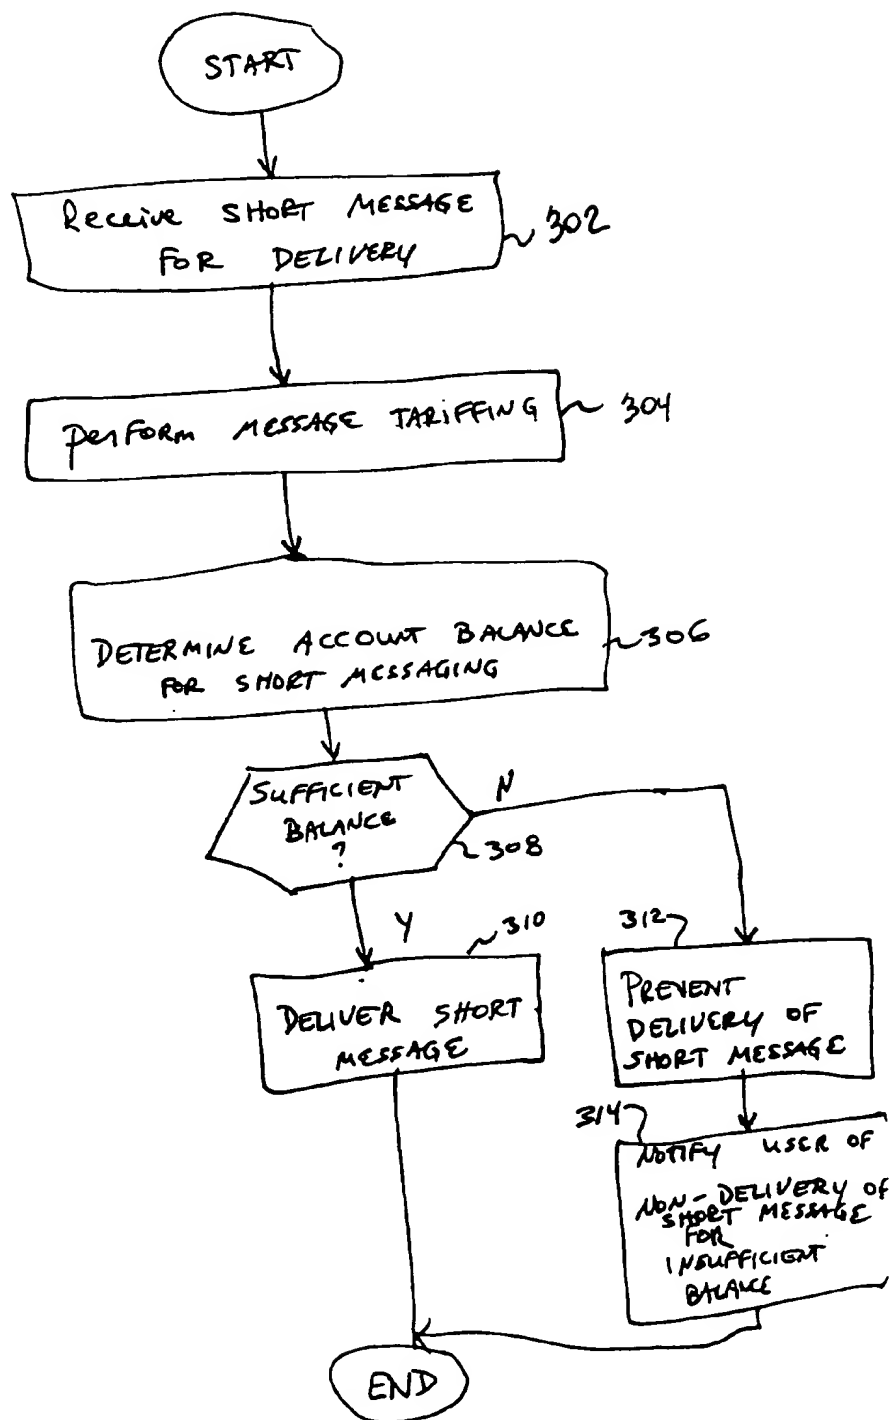 START
Receive SHORT MESSAGE
FOR DELIVERY
302
PerFORM MESSAGE TARIFFING
304
DETERMINE ACCOUNT BALANCE
FOR SHORT MESSAGING
306
SUFFICIENT
BALANCE
?
308
N
Y
310
DELIVER SHORT
MESSAGE
312
PREVENT
DELIVERY OF
SHORT MESSAGE
314
NOTIFY USER OF
NON-DELIVERY OF
SHORT MESSAGE
FOR
INSUFFICIENT
BALANCE
END